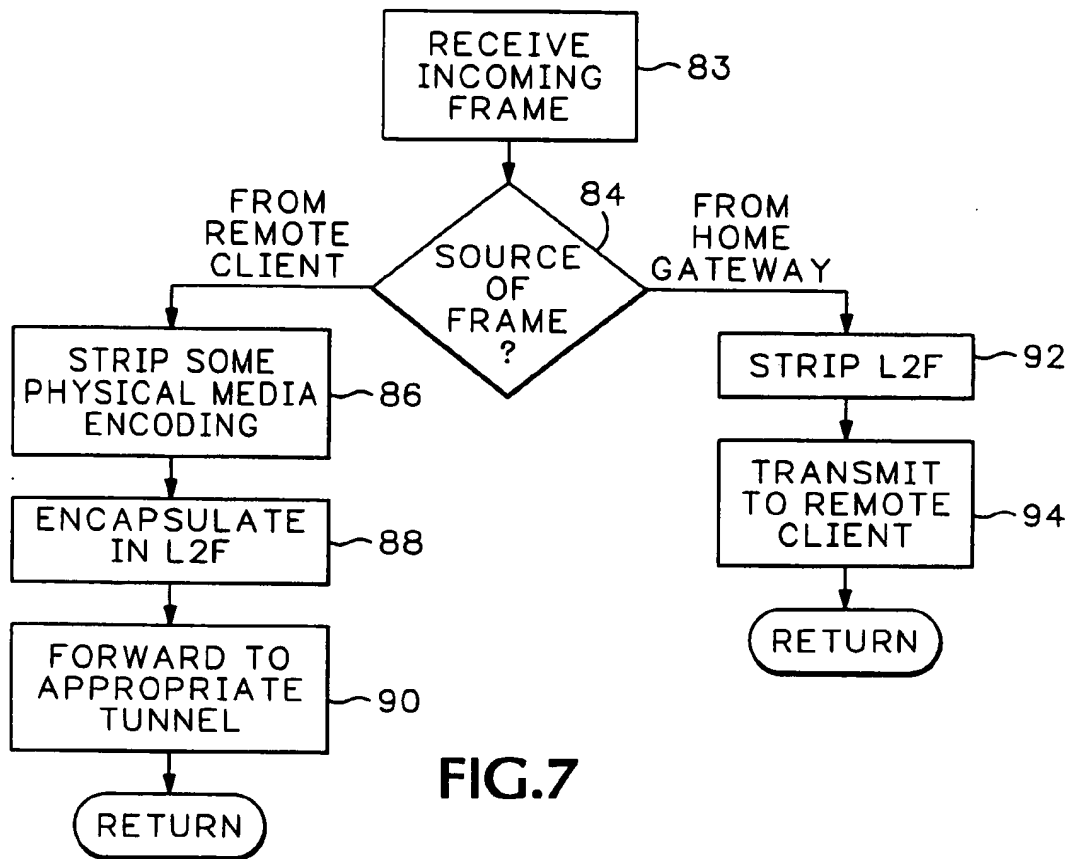 RECEIVE
INCOMING
FRAME
83
84
SOURCE
OF
FRAME
?
FROM
REMOTE
CLIENT
STRIP SOME
PHYSICAL MEDIA
ENCODING
86
ENCAPSULATE
IN L2F
88
FORWARD TO
APPROPRIATE
TUNNEL
90
RETURN
FROM
HOME
GATEWAY
STRIP L2F
92
TRANSMIT
TO REMOTE
CLIENT
94
RETURN
FIG.7